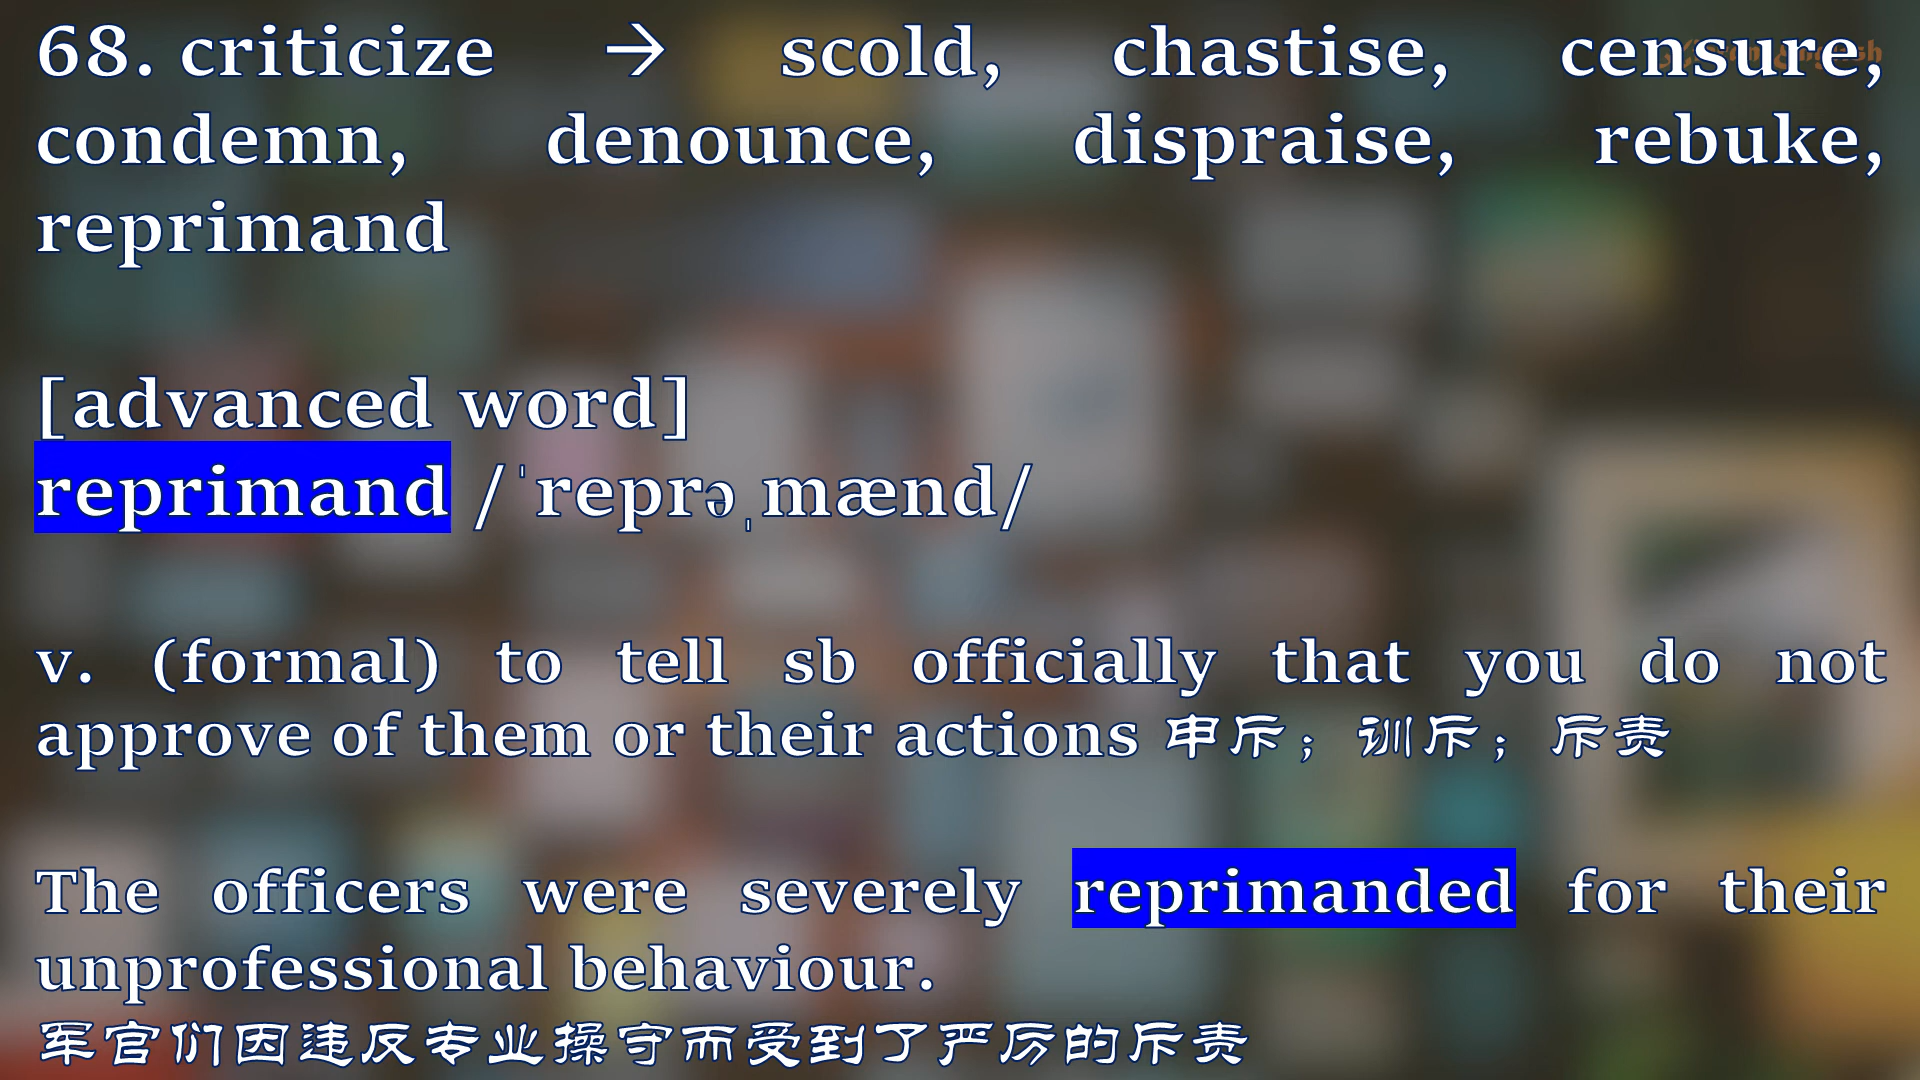 68. criticize → scold, chastise, censure,
condemn, denounce, dispraise, rebuke,
reprimand
[advanced word]
reprimand /ˈreprəˌmænd/
v. (formal) to tell sb officially that you do not
approve of them or their actions 申斥；训斥；斥责
The officers were severely reprimanded for their
unprofessional behaviour.
军官们因违反专业操守而受到了严厉的斥责